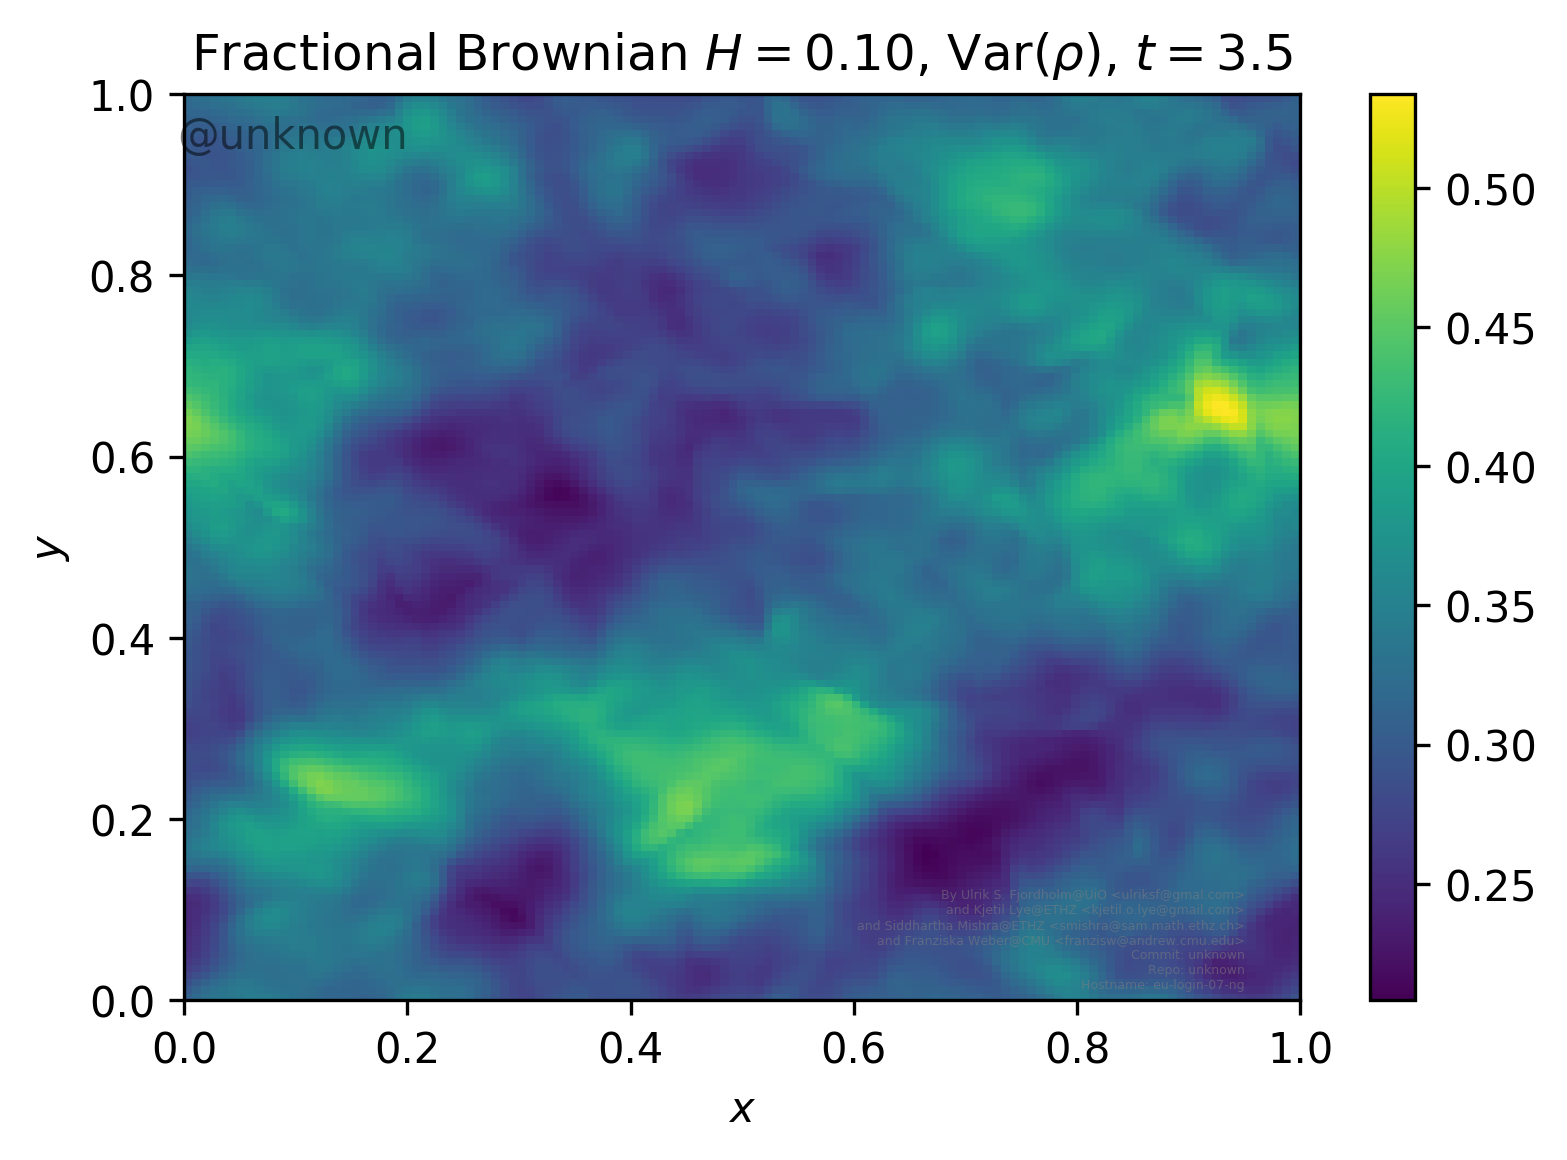 Fractional Brownian H = 0.10, Var(ρ), t = 3.5
@unknown
1.0
0.8
0.6
0.4
0.2
0.0
y
0.0 0.2 0.4 0.6 0.8 1.0
x
0.50
0.45
0.40
0.35
0.30
0.25
By Ulrik S. Fjordholm@UiO <ulriksf@gmai.com>
and Kjetil Lye@ETHZ <kjetil.o.lye@gmail.com>
and Siddhartha Mishra@ETHZ <smishra@sam.math.ethz.ch>
and Franziska Weber@CMU <franzisw@andrew.cmu.edu>
Commit: unknown
Repo: unknown
Hostname: eu-login-07-ng